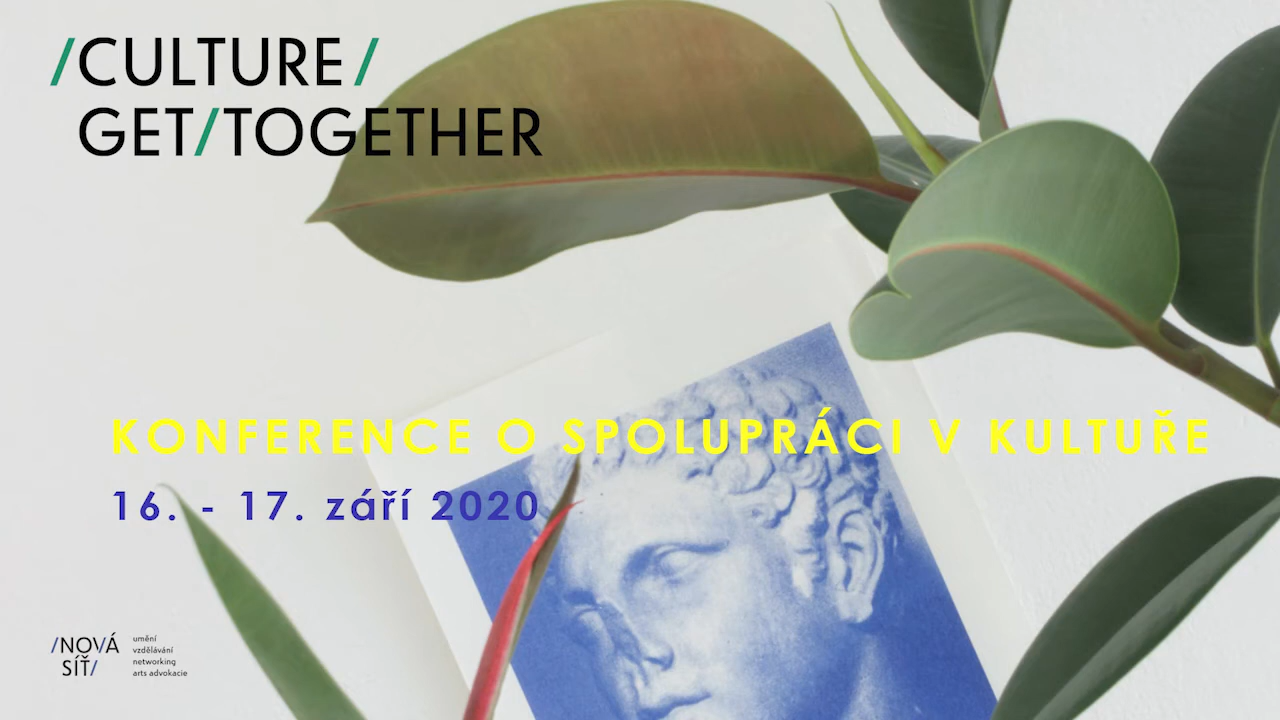 /CULTURE/
GET/TOGETHER
KONFERENCE O SPOLUPRÁCI V KULTUŘE
16. - 17. září 2020
/NOVÁ
SÍŤ/
umění
vzdělávání
networking
arts advokacie